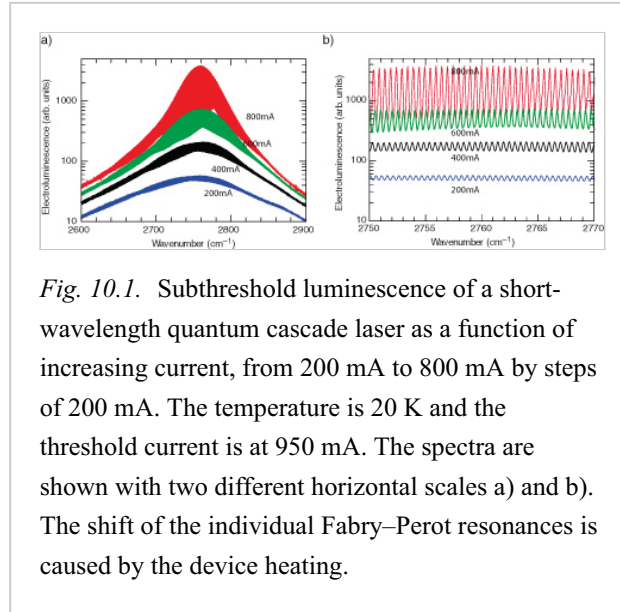 a)
b)
Electroluminescence (arb. units)
1000
100
10
800mA
600mA
400mA
200mA
2600
2700
2800
2900
Wavenumber (cm⁻¹)
Electroluminescence (arb. units)
1000
100
10
800mA
600mA
400mA
200mA
2750
2755
2760
2765
2770
Wavenumber (cm⁻¹)
Fig. 10.1. Subthreshold luminescence of a short-
wavelength quantum cascade laser as a function of
increasing current, from 200 mA to 800 mA by steps
of 200 mA. The temperature is 20 K and the
threshold current is at 950 mA. The spectra are
shown with two different horizontal scales a) and b).
The shift of the individual Fabry–Perot resonances is
caused by the device heating.